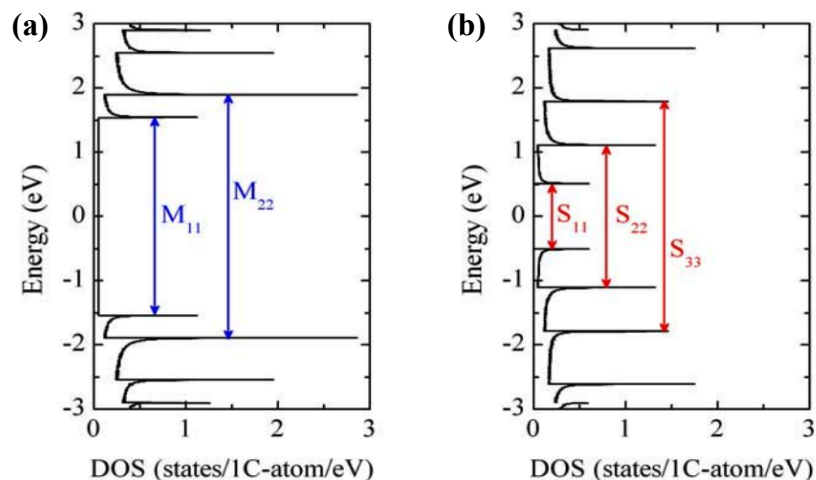 (a)
3
2
1
0
-1
-2
-3
Energy (eV)
M11
M22
0 1 2 3
DOS (states/1C-atom/eV)
(b)
3
2
1
0
-1
-2
-3
Energy (eV)
S11
S22
S33
0 1 2 3
DOS (states/1C-atom/eV)